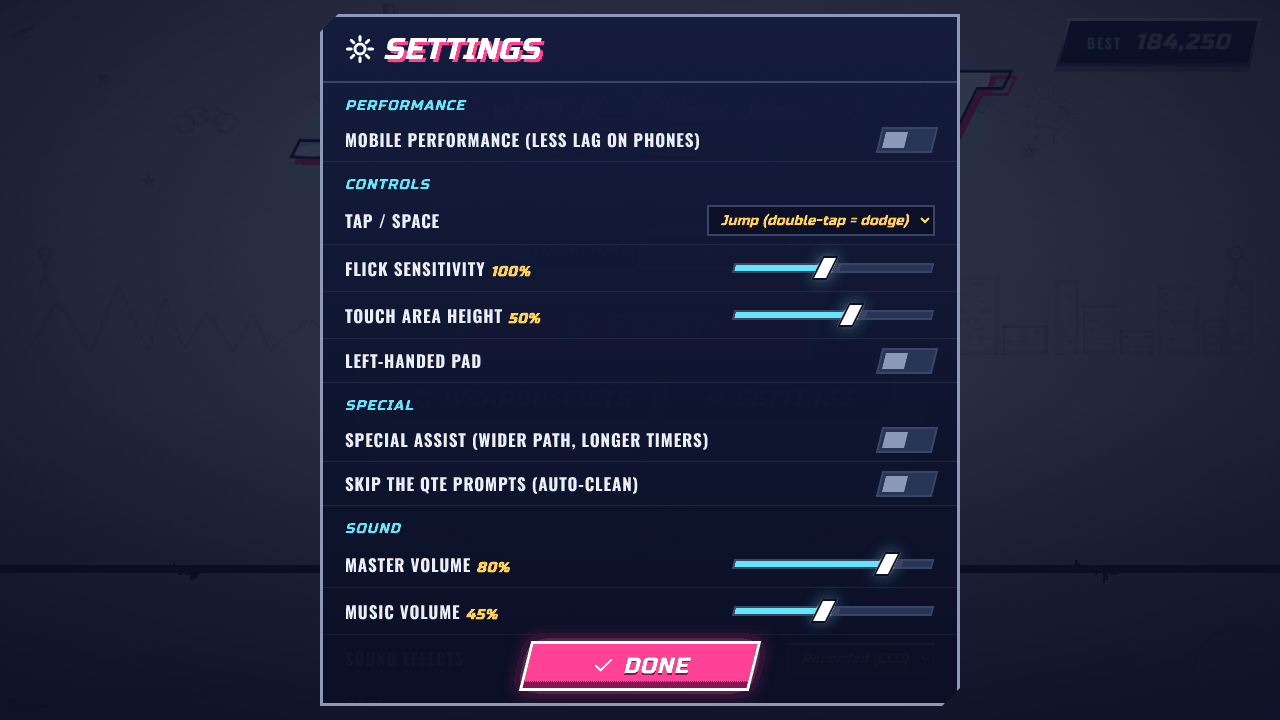 SETTINGS
BEST 184,250
PERFORMANCE
MOBILE PERFORMANCE (LESS LAG ON PHONES)
CONTROLS
TAP / SPACE
Jump (double-tap = dodge)
FLICK SENSITIVITY 100%
TOUCH AREA HEIGHT 50%
LEFT-HANDED PAD
SPECIAL
SPECIAL ASSIST (WIDER PATH, LONGER TIMERS)
SKIP THE QTE PROMPTS (AUTO-CLEAN)
SOUND
MASTER VOLUME 80%
MUSIC VOLUME 45%
SOUND EFFECTS
Recorded (CC0)
DONE